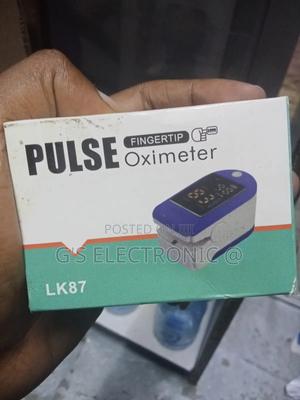 PULSE
FINGERTIP
Oximeter
POSTED ON
G'S ELECTRONIC @
LK87